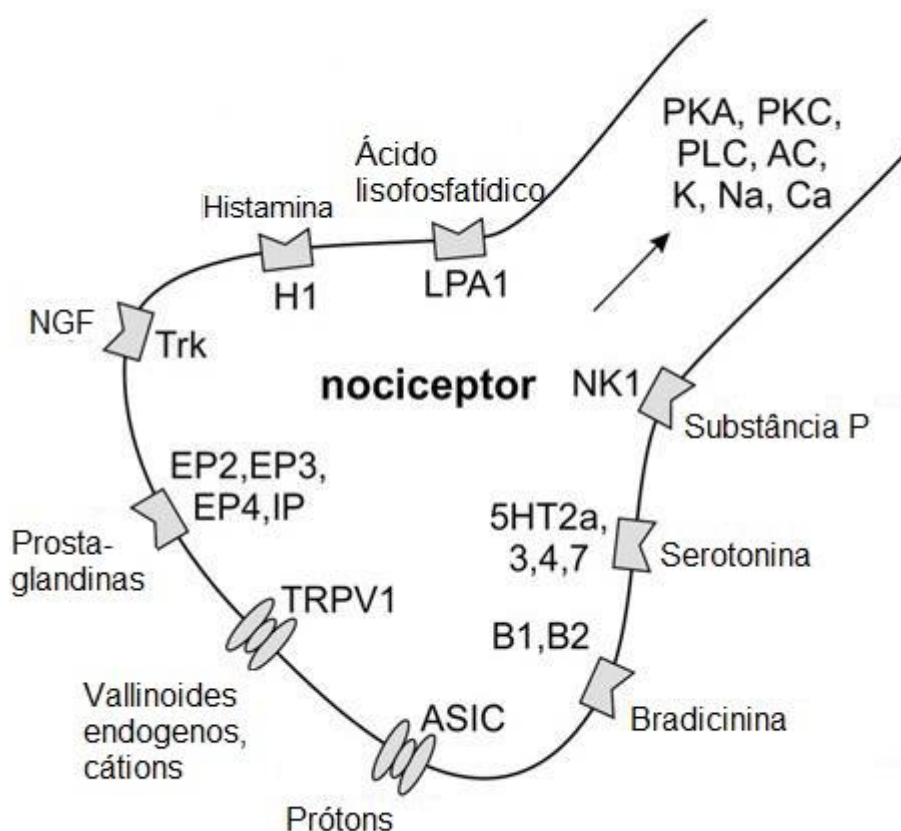 PKA, PKC,
PLC, AC,
K, Na, Ca
Ácido
lisofosfatídico
Histamina
H1
LPA1
NGF
Trk
nociceptor
NK1
Substância P
EP2,EP3,
EP4,IP
Prosta-
glandinas
5HT2a,
3,4,7
Serotonina
TRPV1
B1,B2
Vallinoides
endogenos,
cátions
ASIC
Bradicinina
Prótons